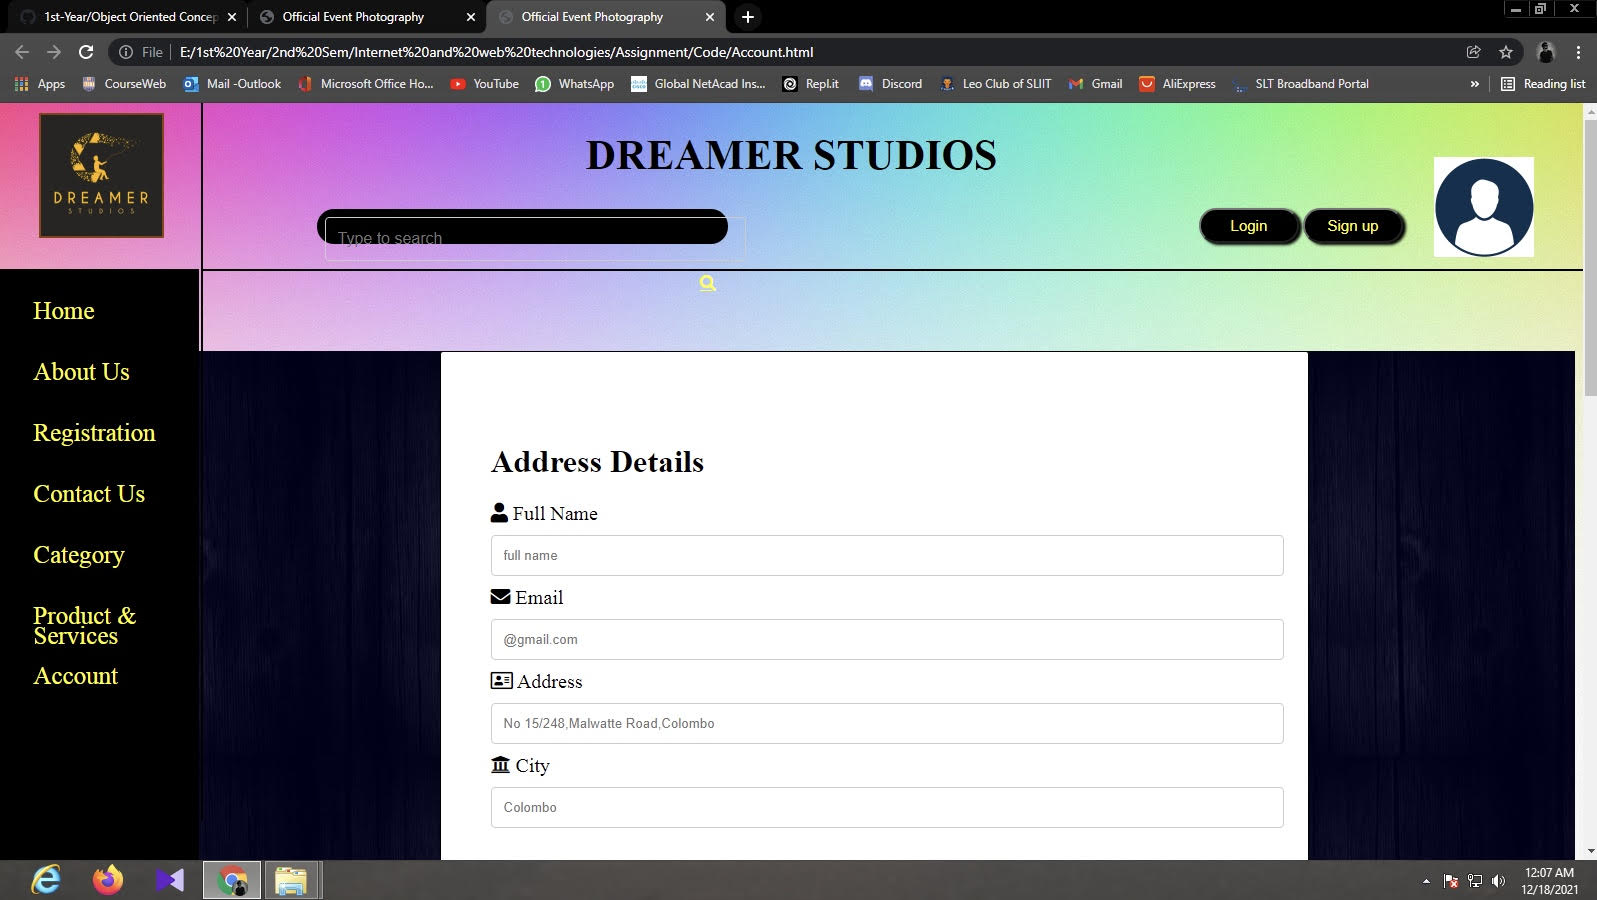 1st-Year/Object Oriented Concep
Official Event Photography
Official Event Photography
File
E:/1st%20Year/2nd%20Sem/Internet%20and%20web%20technologies/Assignment/Code/Account.html
Apps
CourseWeb
Mail -Outlook
Microsoft Office Ho...
YouTube
WhatsApp
Global NetAcad Ins...
Repl.it
Discord
Leo Club of SLIIT
Gmail
AliExpress
SLT Broadband Portal
»
Reading list
DREAMER
STUDIOS
DREAMER STUDIOS
Type to search
Login
Sign up
Home
About Us
Registration
Contact Us
Category
Product &
Services
Account
Address Details
Full Name
full name
Email
@gmail.com
Address
No 15/248,Malwatte Road,Colombo
City
Colombo
12:07 AM
12/18/2021